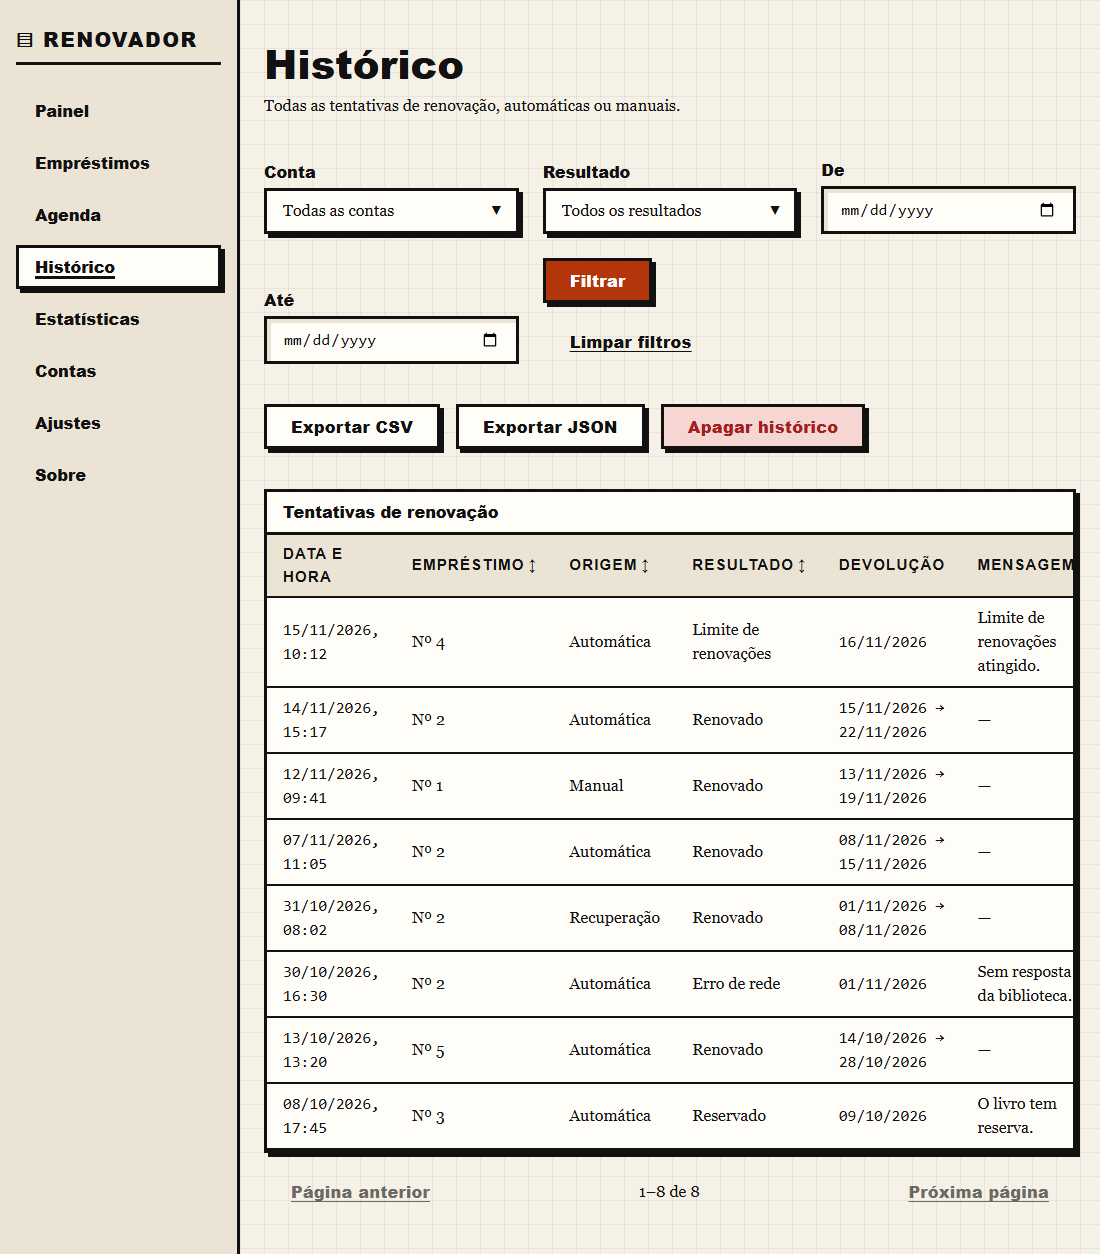 RENOVADOR
Painel
Empréstimos
Agenda
Histórico
Estatísticas
Contas
Ajustes
Sobre
Histórico
Todas as tentativas de renovação, automáticas ou manuais.
Conta
Todas as contas
Resultado
Todos os resultados
De
mm/dd/yyyy
Até
mm/dd/yyyy
Filtrar
Limpar filtros
Exportar CSV
Exportar JSON
Apagar histórico
Tentativas de renovação
DATA E
HORA
EMPRÉSTIMO ↕
ORIGEM ↕
RESULTADO ↕
DEVOLUÇÃO
MENSAGEM
15/11/2026,
10:12
Nº 4
Automática
Limite de
renovações
16/11/2026
Limite de
renovações
atingido.
14/11/2026,
15:17
Nº 2
Automática
Renovado
15/11/2026 →
22/11/2026
—
12/11/2026,
09:41
Nº 1
Manual
Renovado
13/11/2026 →
19/11/2026
—
07/11/2026,
11:05
Nº 2
Automática
Renovado
08/11/2026 →
15/11/2026
—
31/10/2026,
08:02
Nº 2
Recuperação
Renovado
01/11/2026 →
08/11/2026
—
30/10/2026,
16:30
Nº 2
Automática
Erro de rede
01/11/2026
Sem resposta
da biblioteca.
13/10/2026,
13:20
Nº 5
Automática
Renovado
14/10/2026 →
28/10/2026
—
08/10/2026,
17:45
Nº 3
Automática
Reservado
09/10/2026
O livro tem
reserva.
Página anterior
1–8 de 8
Próxima página